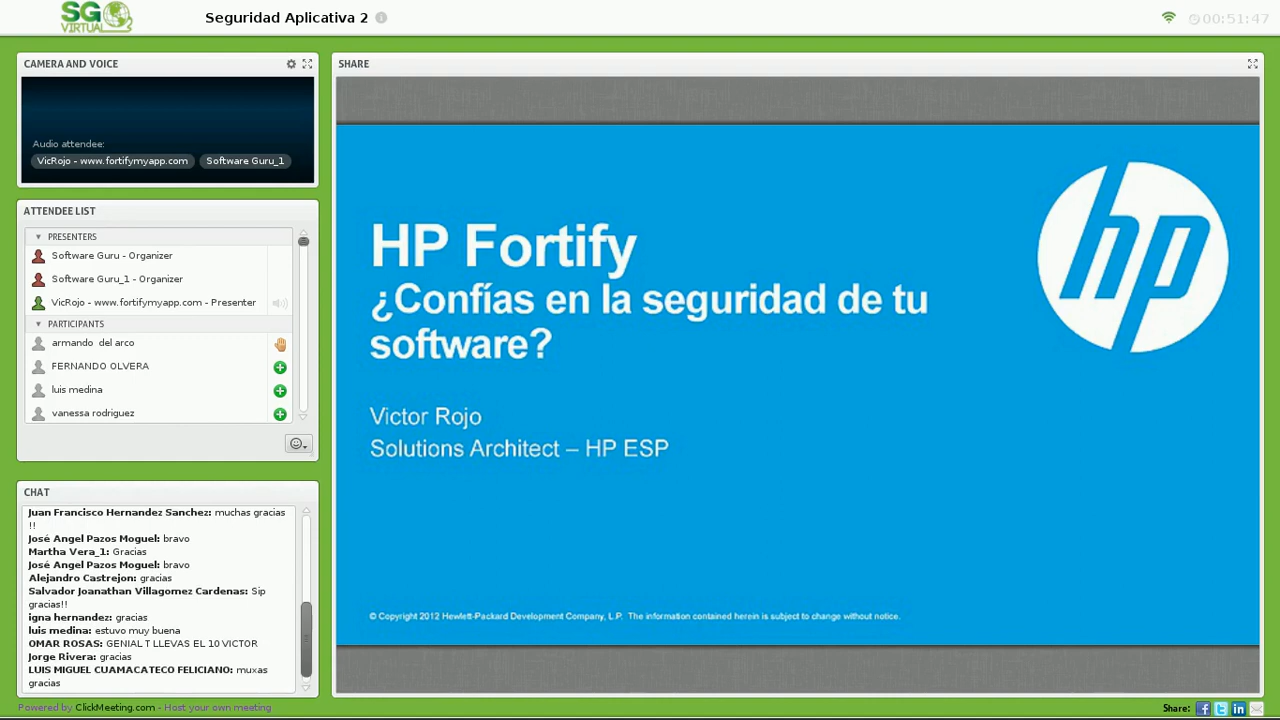 SG
VIRTUAL
Seguridad Aplicativa 2
00:51:47
CAMERA AND VOICE
Audio attendee:
VicRojo - www.fortifymyapp.com
Software Guru_1
ATTENDEE LIST
PRESENTERS
Software Guru - Organizer
Software Guru_1 - Organizer
VicRojo - www.fortifymyapp.com - Presenter
PARTICIPANTS
armando del arco
FERNANDO OLVERA
luis medina
vanessa rodriguez
CHAT
Juan Francisco Hernandez Sanchez: muchas gracias
!!
José Angel Pazos Moguel: bravo
Martha Vera_1: Gracias
José Angel Pazos Moguel: bravo
Alejandro Castrejon: gracias
Salvador Joanathan Villagomez Cardenas: Sip
gracias!!
igna hernandez: gracias
luis medina: estuvo muy buena
OMAR ROSAS: GENIAL T LLEVAS EL 10 VICTOR
Jorge Rivera: gracias
LUIS MIGUEL CUAMACATECO FELICIANO: muxas
gracias
SHARE
hp
HP Fortify
¿Confías en la seguridad de tu
software?
Victor Rojo
Solutions Architect – HP ESP
© Copyright 2012 Hewlett-Packard Development Company, L.P. The information contained herein is subject to change without notice.
Powered by ClickMeeting.com - Host your own meeting
Share: